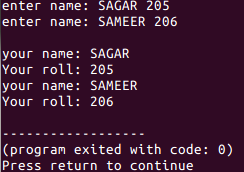 enter name: SAGAR 205
enter name: SAMEER 206
your name: SAGAR
Your roll: 205
your name: SAMEER
Your roll: 206
------------------
(program exited with code: 0)
Press return to continue